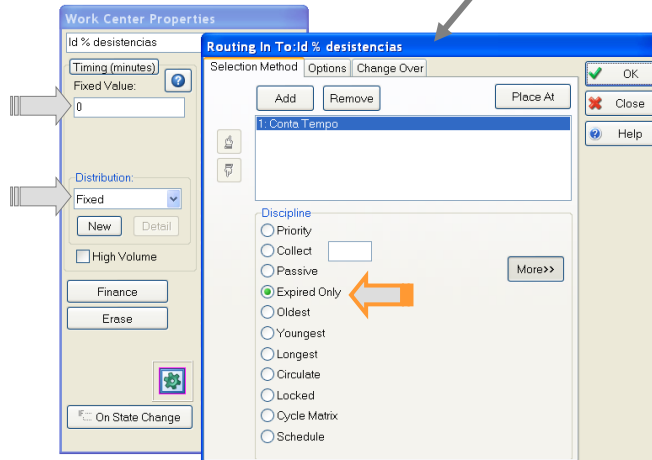 Work Center Properties
Id % desistencias
Timing (minutes)
Fixed Value:
0
Distribution:
Fixed
New Detail
High Volume
Finance
Erase
On State Change
Routing In To:Id % desistencias
Selection Method Options Change Over
Add Remove Place At
1: Conta Tempo
Discipline
Priority
Collect
Passive
Expired Only
Oldest
Youngest
Longest
Circulate
Locked
Cycle Matrix
Schedule
More>>
OK
Close
Help